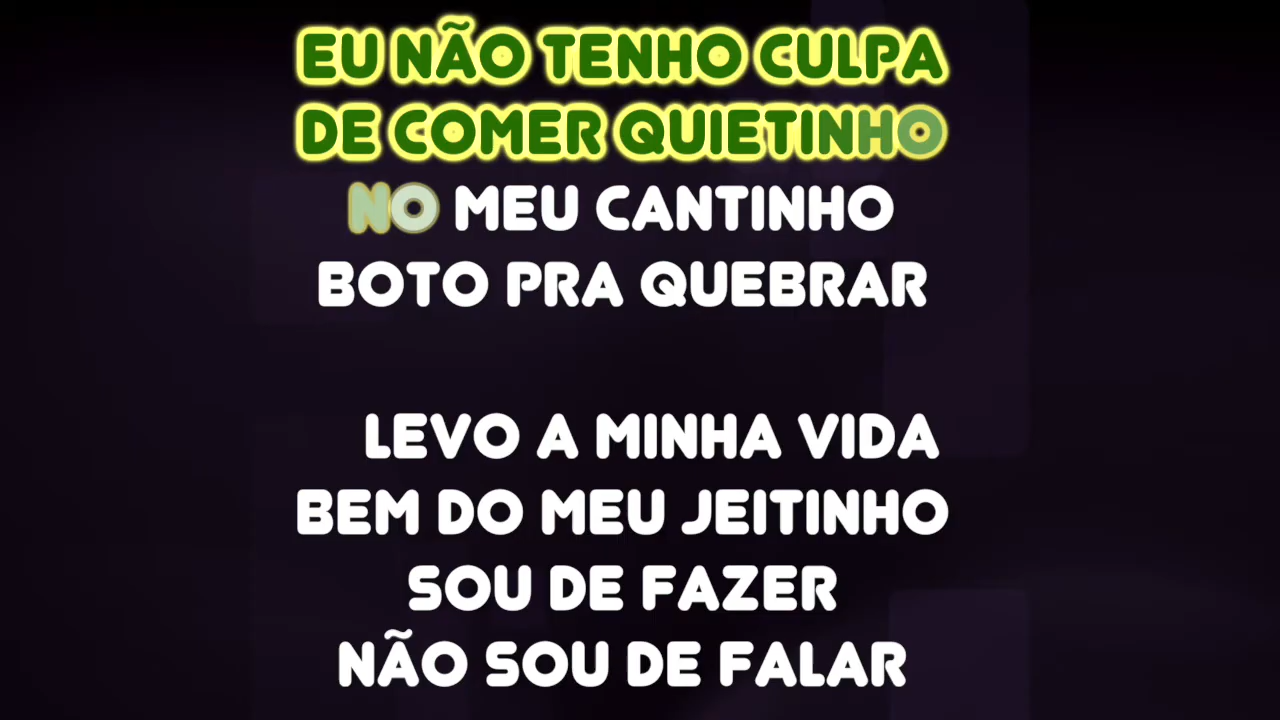 EU NÃO TENHO CULPA
DE COMER QUIETINHO
NO MEU CANTINHO
BOTO PRA QUEBRAR
LEVO A MINHA VIDA
BEM DO MEU JEITINHO
SOU DE FAZER
NÃO SOU DE FALAR